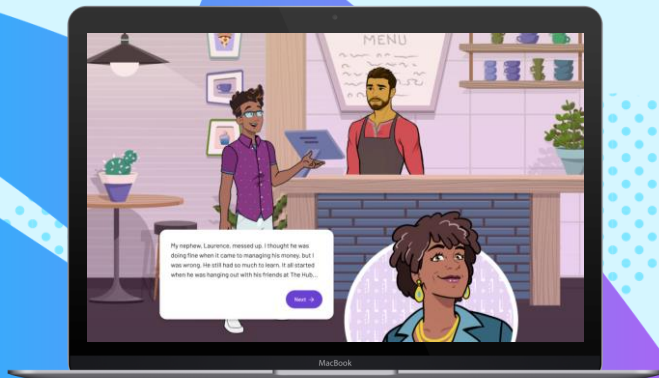 MENU
My nephew, Laurence, messed up. I thought he was
doing fine when it came to managing his money, but I
was wrong. He still had so much to learn. It all started
when he was hanging out with his friends at The Hub...
Next →
MacBook